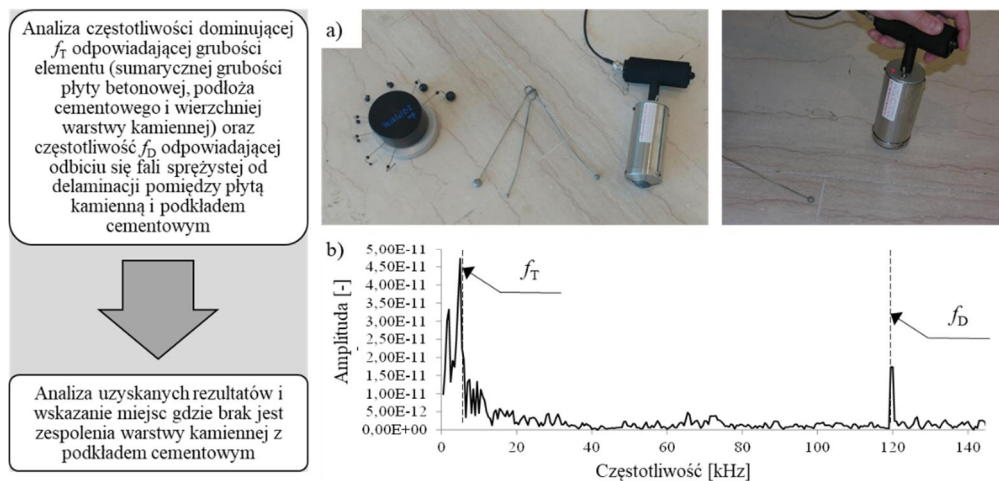 Analiza częstotliwości dominującej
f_T odpowiadającej grubości
elementu (sumarycznej grubości
płyty betonowej, podłoża
cementowego i wierzchniej
warstwy kamiennej) oraz
częstotliwość f_D odpowiadającej
odbiciu się fali sprężystej od
delaminacji pomiędzy płytą
kamienną i podkładem
cementowym
Analiza uzyskanych rezultatów i
wskazanie miejsc gdzie brak jest
zespolenia warstwy kamiennej z
podkładem cementowym
a)
b)
Amplituda [-]
5,00E-11
4,50E-11
4,00E-11
3,50E-11
3,00E-11
2,50E-11
2,00E-11
1,50E-11
1,00E-11
5,00E-12
0,00E+00
f_T
f_D
0 20 40 60 80 100 120 140
Częstotliwość [kHz]